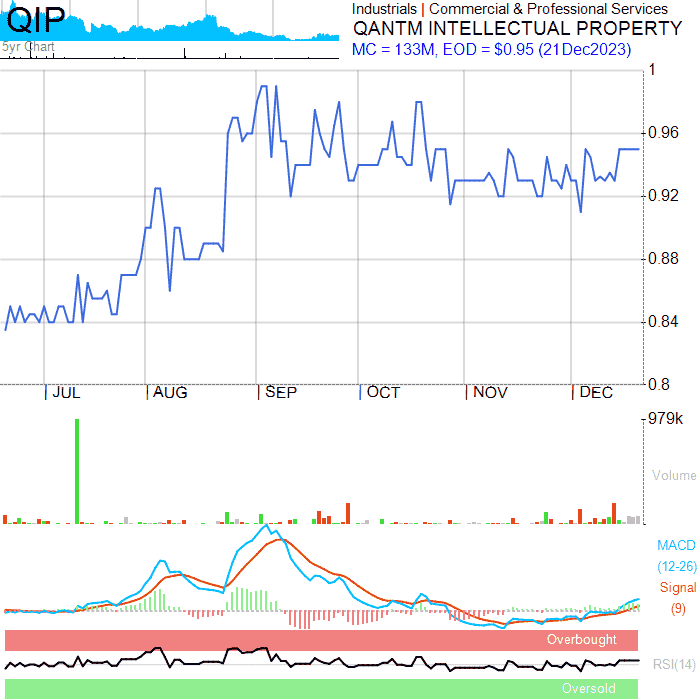 QIP
5yr Chart
Industrials | Commercial & Professional Services
QANTM INTELLECTUAL PROPERTY
MC = 133M, EOD = $0.95 (21Dec2023)
1
0.96
0.92
0.88
0.84
0.8
JUL AUG SEP OCT NOV DEC
979k
Volume
MACD
(12-26)
Signal
(9)
Overbought
RSI(14)
Oversold